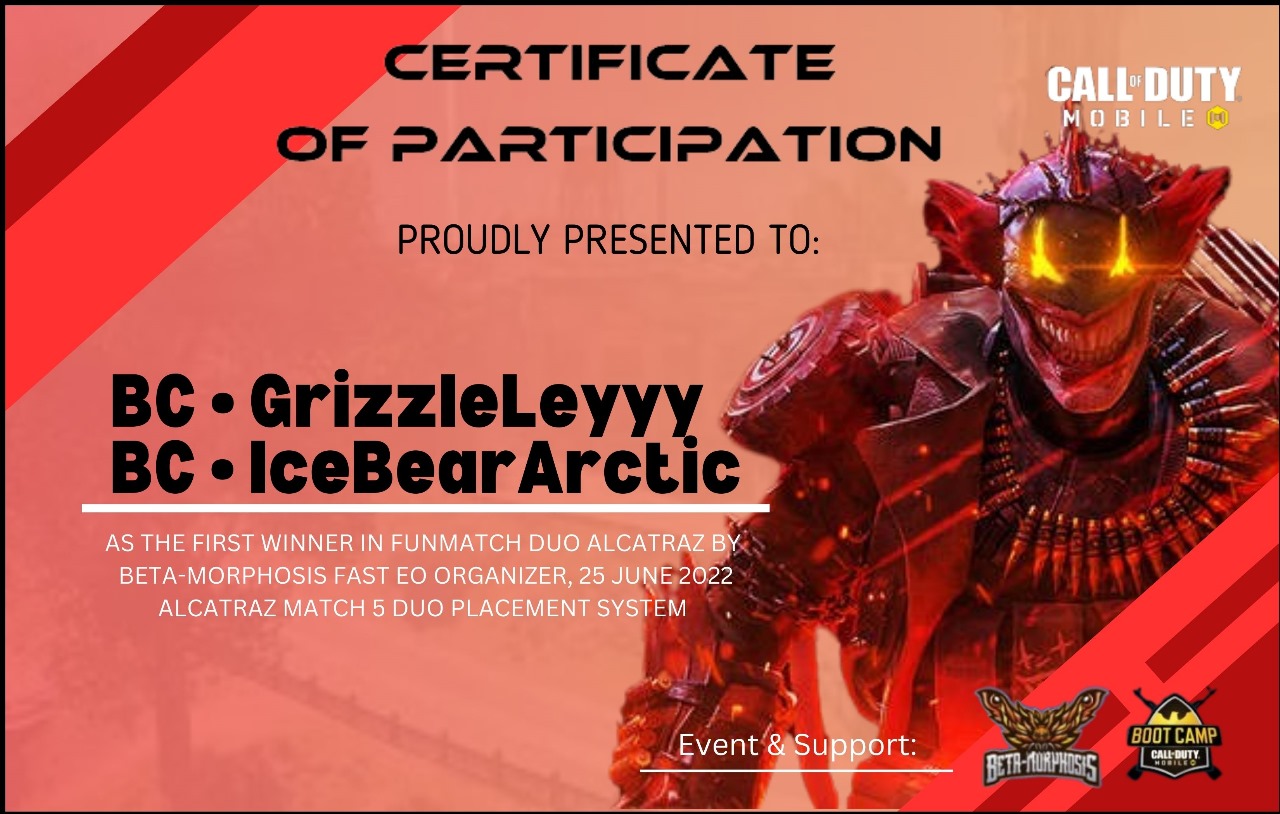 CERTIFICATE
OF PARTICIPATION
CALL OF DUTY
MOBILE
PROUDLY PRESENTED TO:
BC • GrizzleLeyyy
BC • IceBearArctic
AS THE FIRST WINNER IN FUNMATCH DUO ALCATRAZ BY
BETA-MORPHOSIS FAST EO ORGANIZER, 25 JUNE 2022
ALCATRAZ MATCH 5 DUO PLACEMENT SYSTEM
Event & Support:
BETA-MORPHOSIS
BOOT CAMP
CALL OF DUTY
MOBILE